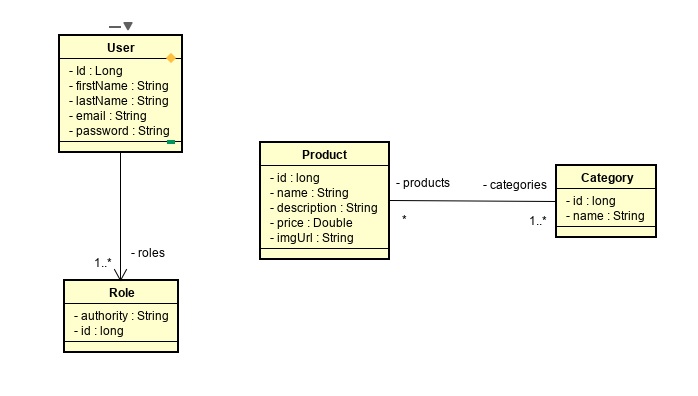 User
- Id : Long
- firstName : String
- lastName : String
- email : String
- password : String
1..*
- roles
Role
- authority : String
- id : long
Product
- id : long
- name : String
- description : String
- price : Double
- imgUrl : String
- products
*
- categories
1..*
Category
- id : long
- name : String